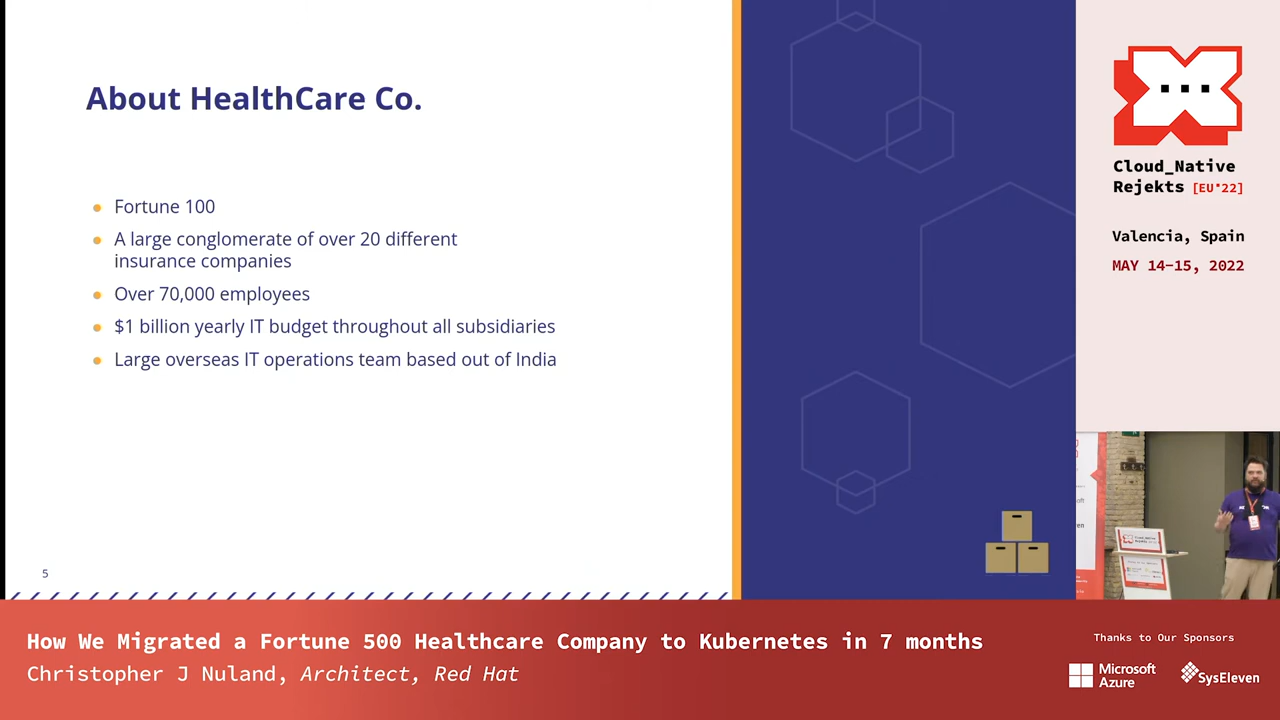 About HealthCare Co.
Fortune 100
A large conglomerate of over 20 different
insurance companies
Over 70,000 employees
$1 billion yearly IT budget throughout all subsidiaries
Large overseas IT operations team based out of India
5
Cloud_Native
Rejekts [EU*22]
Valencia, Spain
MAY 14-15, 2022
How We Migrated a Fortune 500 Healthcare Company to Kubernetes in 7 months
Christopher J Nuland, Architect, Red Hat
Thanks to Our Sponsors
Microsoft
Azure
SysEleven